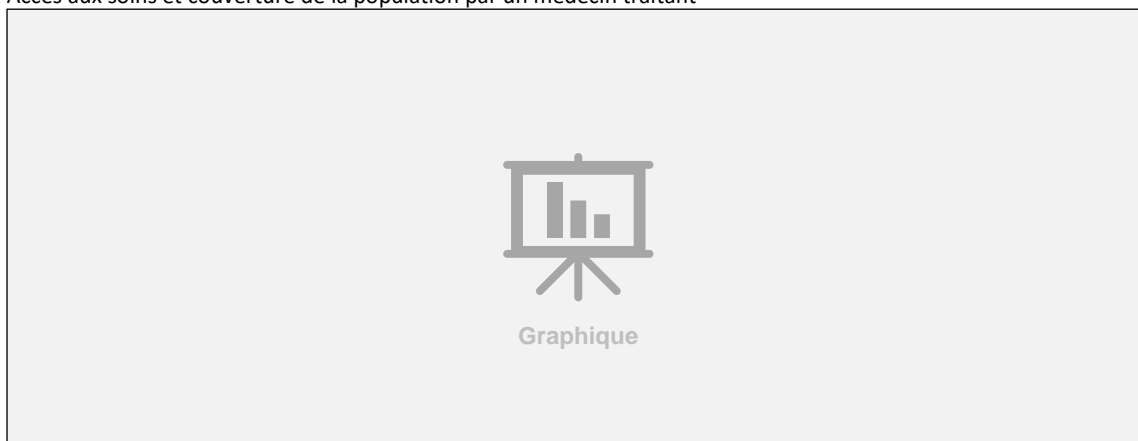 Accès aux soins et couverture de la population par un médecin traitant
Graphique